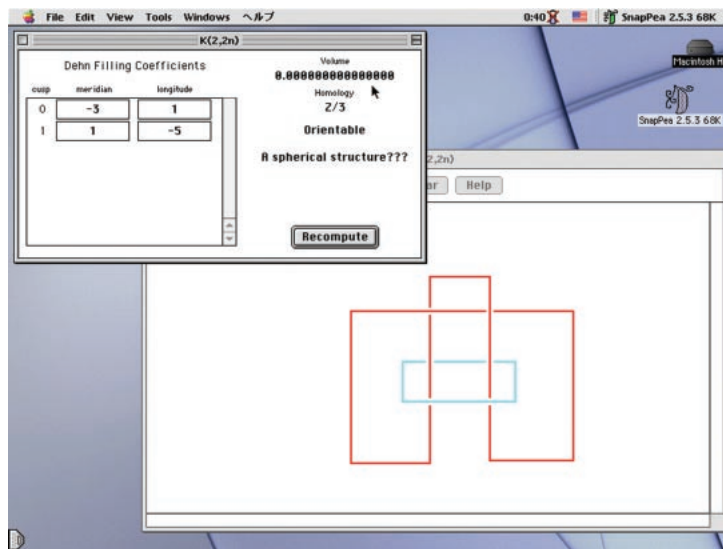 File Edit View Tools Windows ヘルプ 0:40 SnapPea 2.5.3 68K
K(2,2n)
Dehn Filling Coefficients
cusp meridian longitude
0 -3 1
1 1 -5
Volume
0.000000000000000
Homology
2/3
Orientable
A spherical structure???
Recompute
Macintosh H
SnapPea 2.5.3 68K
2,2n)
ar Help